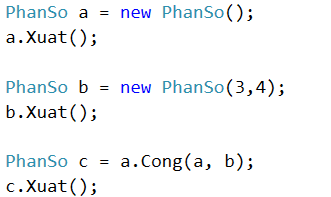 PhanSo a = new PhanSo();
a.Xuat();
PhanSo b = new PhanSo(3,4);
b.Xuat();
PhanSo c = a.Cong(a, b);
c.Xuat();